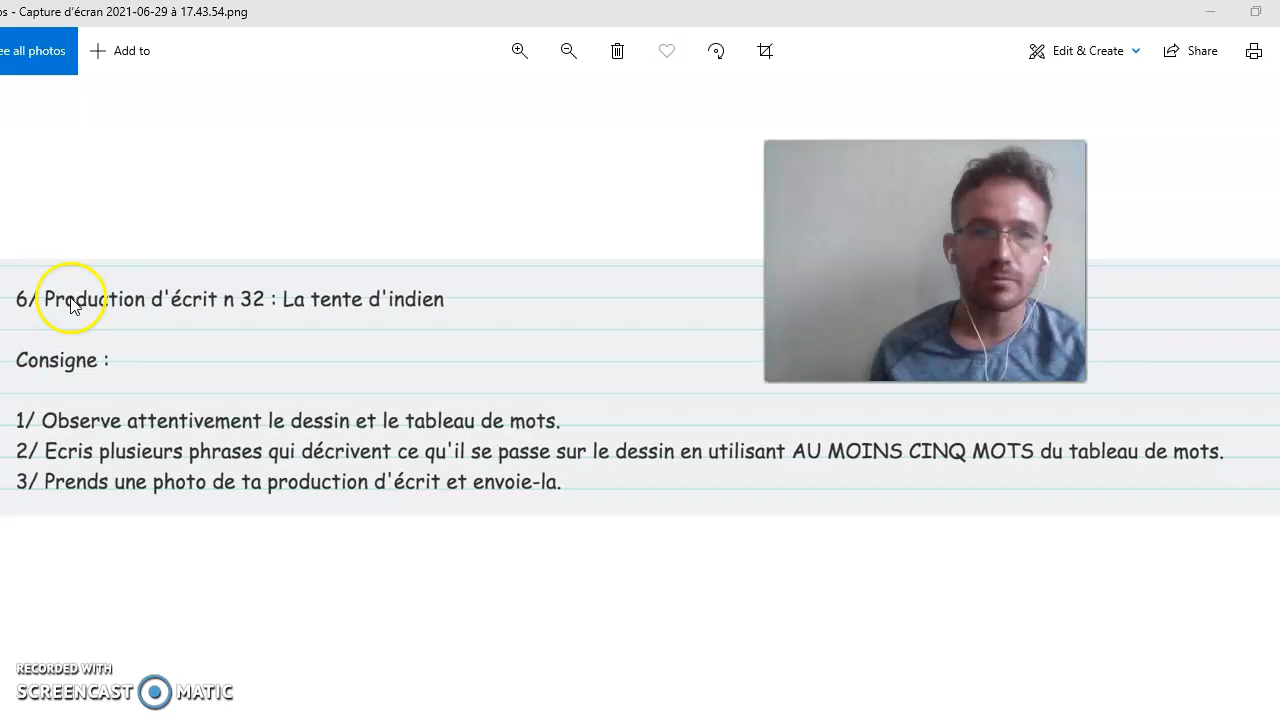 os - Capture d'écran 2021-06-29 à 17.43.54.png
ee all photos
Add to
Edit & Create
Share
6/ Production d'écrit n 32 : La tente d'indien
Consigne :
1/ Observe attentivement le dessin et le tableau de mots.
2/ Ecris plusieurs phrases qui décrivent ce qu'il se passe sur le dessin en utilisant AU MOINS CINQ MOTS du tableau de mots.
3/ Prends une photo de ta production d'écrit et envoie-la.
RECORDED WITH
SCREENCAST MATIC